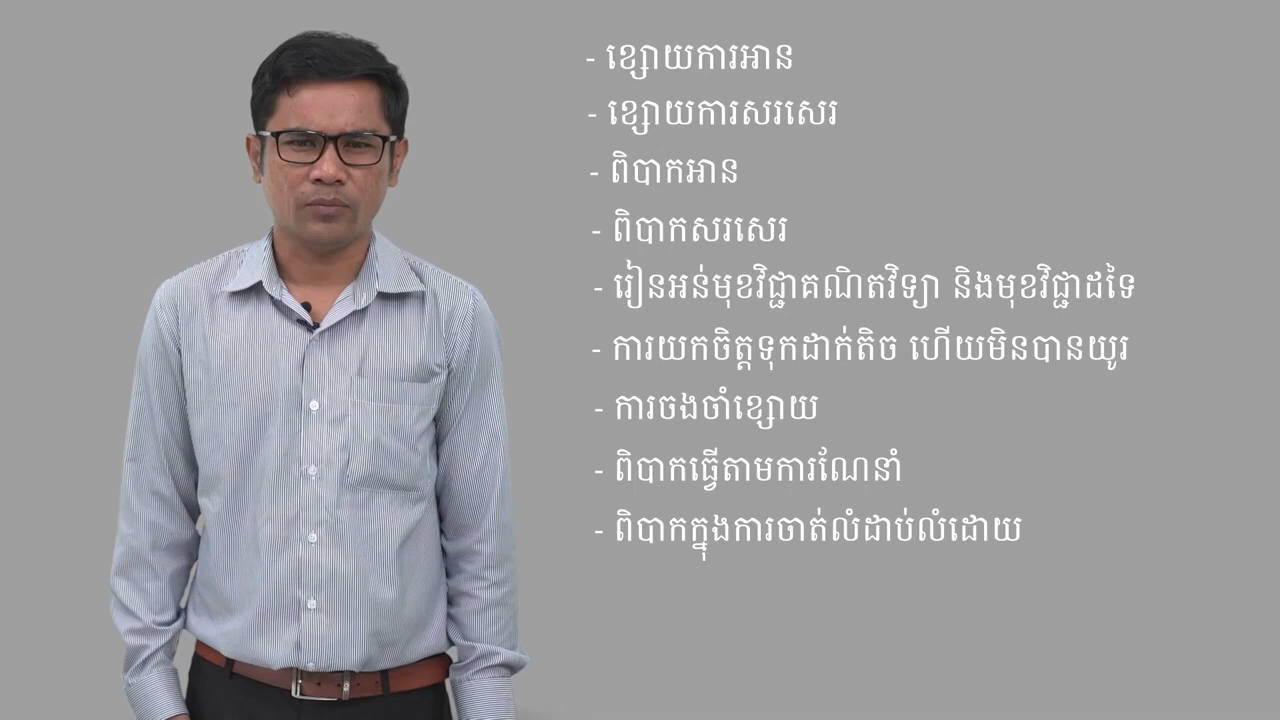 - ខ្សោយការអាន
- ខ្សោយការសរសេរ
- ពិបាកអាន
- ពិបាកសរសេរ
- រៀនអន់មុខវិជ្ជាគណិតវិទ្យា និងមុខវិជ្ជាដទៃ
- ការយកចិត្តទុកដាក់តិច ហើយមិនបានយូរ
- ការចងចាំខ្សោយ
- ពិបាកធ្វើតាមការណែនាំ
- ពិបាកក្នុងការចាត់លំដាប់លំដោយ